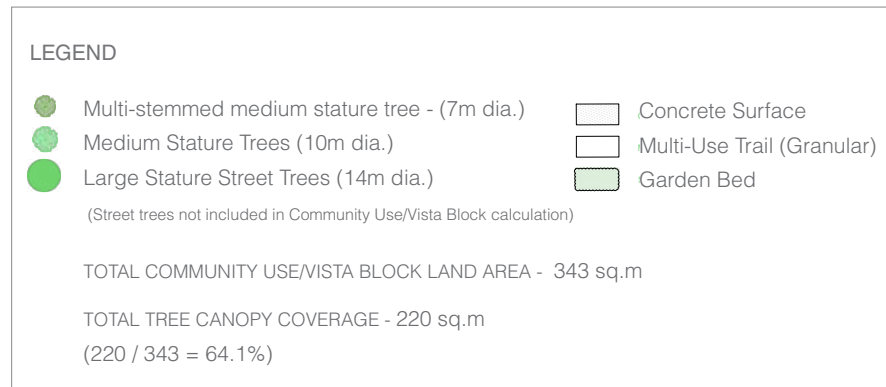 LEGEND
Multi-stemmed medium stature tree - (7m dia.)
Medium Stature Trees (10m dia.)
Large Stature Street Trees (14m dia.)
(Street trees not included in Community Use/Vista Block calculation)
Concrete Surface
Multi-Use Trail (Granular)
Garden Bed
TOTAL COMMUNITY USE/VISTA BLOCK LAND AREA - 343 sq.m
TOTAL TREE CANOPY COVERAGE - 220 sq.m
(220 / 343 = 64.1%)